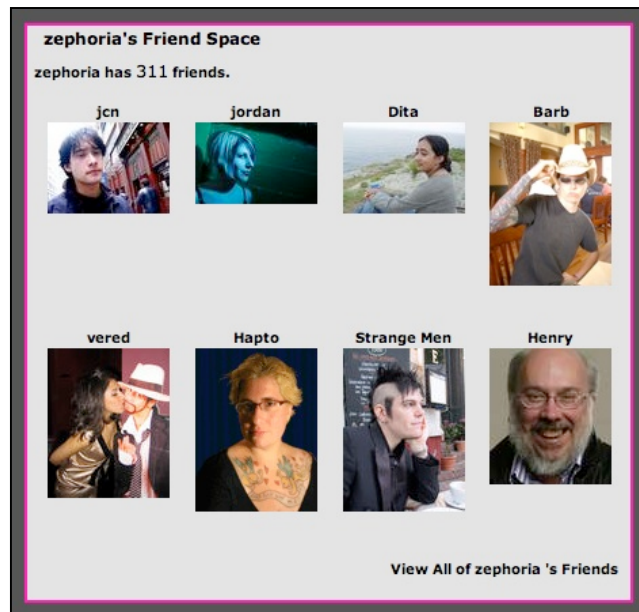 zephoria's Friend Space
zephoria has 311 friends.
jcn jordan Dita Barb
vered Hapto Strange Men Henry
View All of zephoria 's Friends